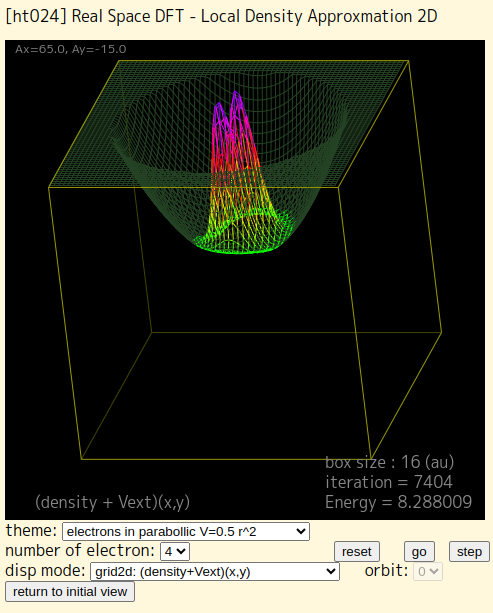 [ht024] Real Space DFT - Local Density Approxmation 2D
Ax=65.0, Ay=-15.0
box size : 16 (au)
iteration = 7404
(density + Vext)(x,y)
Energy = 8.288009
theme: electrons in parabollic V=0.5 r^2
number of electron: 4 reset go step
disp mode: grid2d: (density+Vext)(x,y) orbit: 0
return to initial view